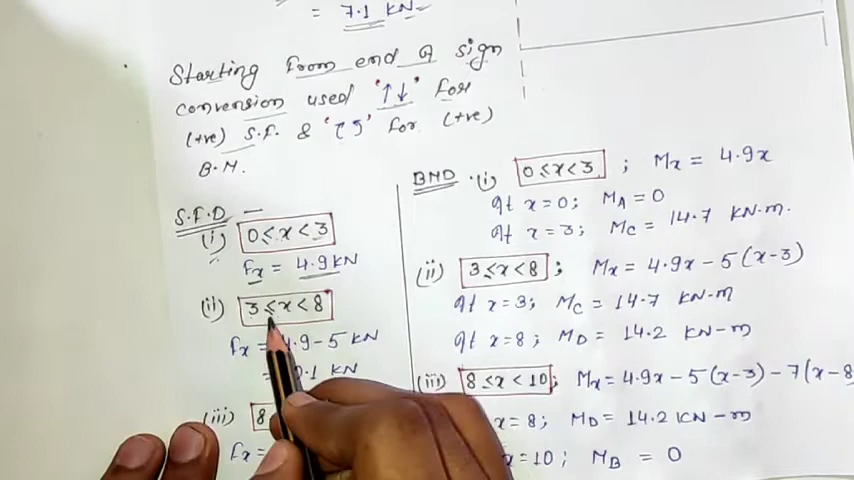 = 7.1 KN
Starting from end A sign
convension used '↑↓' for
(+ve) S.F. & '↾↿' for (+ve)
B.M.
S.F.D —
(i) 0≤x<3
fx = 4.9KN
(ii) 3≤x<8
fx = 4.9-5 KN
0.1 KN
(iii) 8
fx =
BMD (i) 0≤x<3 ; Mx = 4.9x
At x=0; MA=0
At x=3; MC= 14.7 KN-m.
(ii) 3≤x<8 ; Mx= 4.9x-5(x-3)
At x=3; MC= 14.7 KN-m
At x=8; MD= 14.2 KN-m
(iii) 8≤x<10; Mx=4.9x-5(x-3)-7(x-8
x=8; MD= 14.2 KN-m
x=10; MB = 0